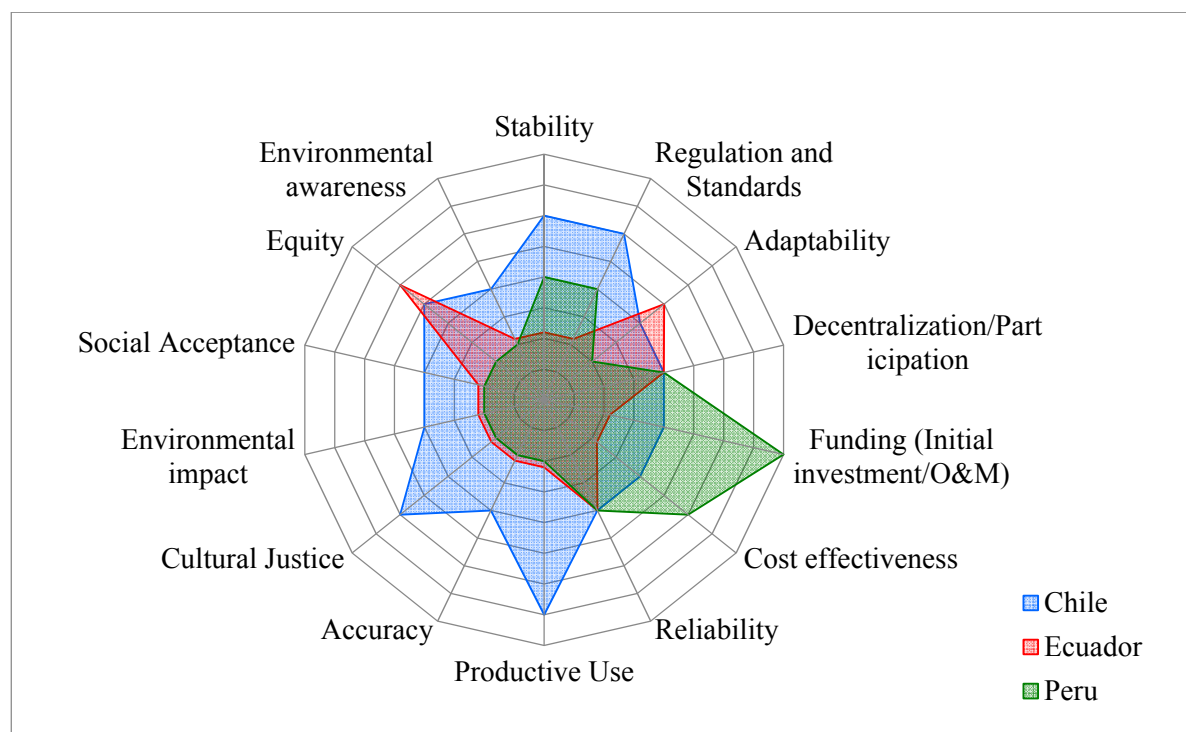 Stability
Environmental
awareness
Regulation and
Standards
Equity
Adaptability
Social Acceptance
Decentralization/Part
icipation
Environmental
impact
Funding (Initial
investment/O&M)
Cultural Justice
Cost effectiveness
Accuracy
Reliability
Productive Use
Chile
Ecuador
Peru